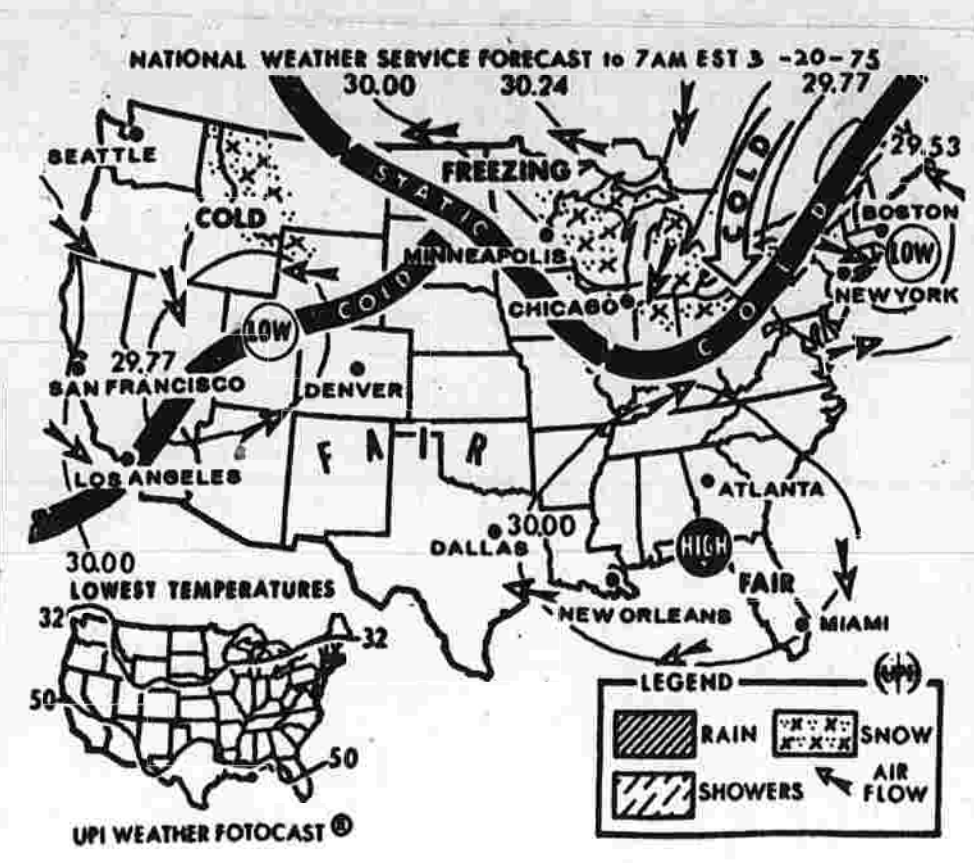 NATIONAL WEATHER SERVICE FORECAST to 7AM EST 3 -20-75
30.00 30.24 29.77
29.53
SEATTLE
FREEZING
COLD
STATIC
COLD
BOSTON
LOW
MINNEAPOLIS
COLD
NEW YORK
CHICAGO
LOW
COLD
29.77
SAN FRANCISCO
DENVER
FAIR
LOS ANGELES
ATLANTA
30.00
DALLAS
HIGH
30.00
FAIR
LOWEST TEMPERATURES
NEW ORLEANS
MIAMI
32
32
50
50
UPI WEATHER FOTOCAST ®
LEGEND
UPI
RAIN
SNOW
SHOWERS
AIR
FLOW